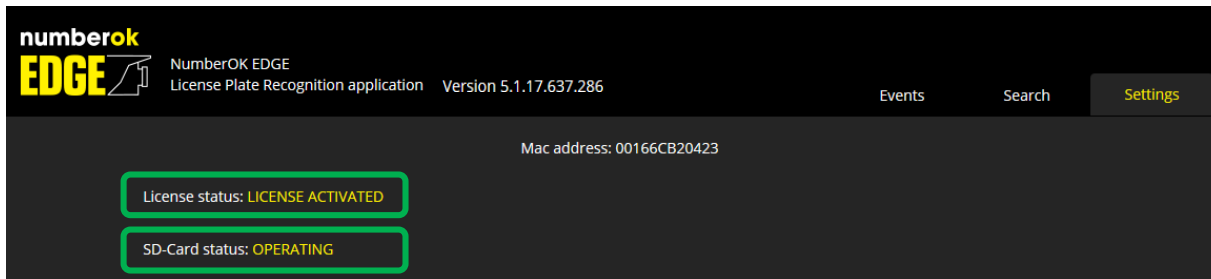 numberok
EDGE
NumberOK EDGE
License Plate Recognition application Version 5.1.17.637.286
Events Search Settings
Mac address: 00166CB20423
License status: LICENSE ACTIVATED
SD-Card status: OPERATING